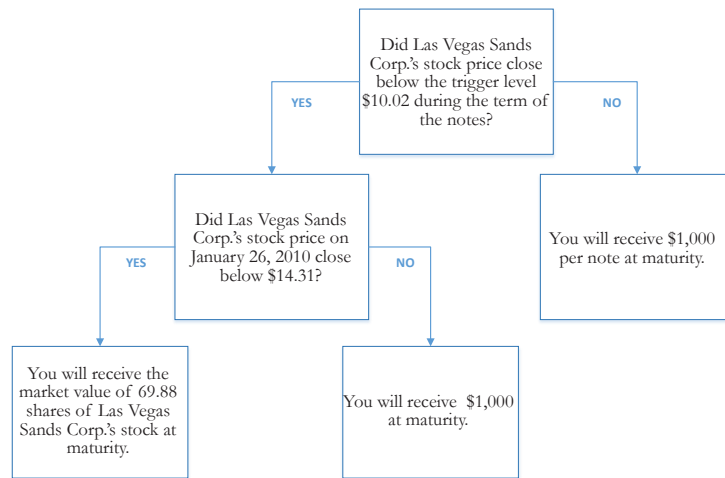 Did Las Vegas Sands
Corp.'s stock price close
below the trigger level
$10.02 during the term of
the notes?
YES
NO
Did Las Vegas Sands
Corp.'s stock price on
January 26, 2010 close
below $14.31?
You will receive $1,000
per note at maturity.
YES
NO
You will receive the
market value of 69.88
shares of Las Vegas
Sands Corp.'s stock at
maturity.
You will receive $1,000
at maturity.